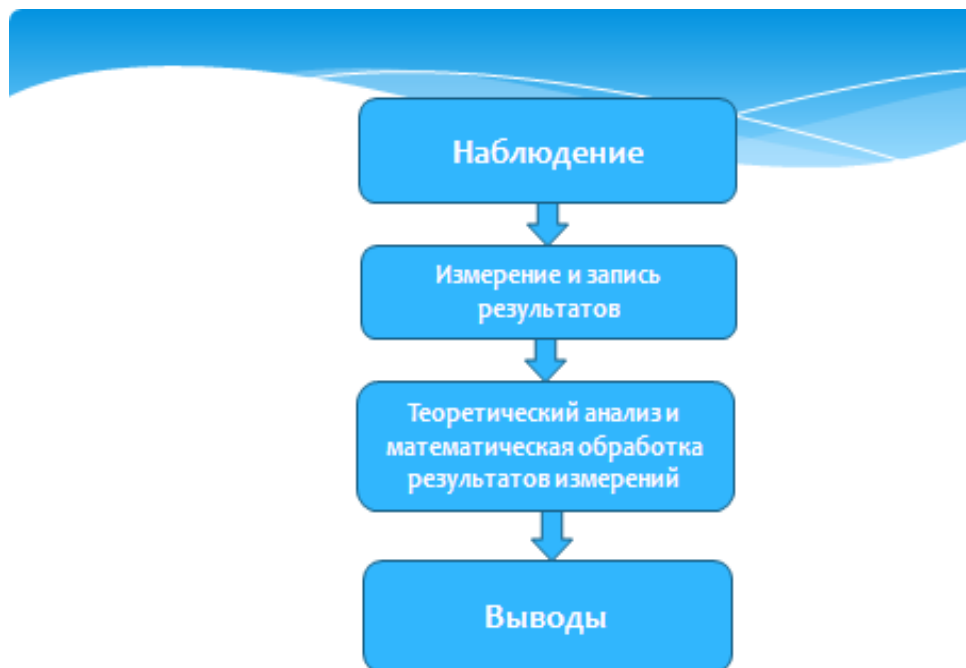 Наблюдение
Измерение и запись
результатов
Теоретический анализ и
математическая обработка
результатов измерений
Выводы